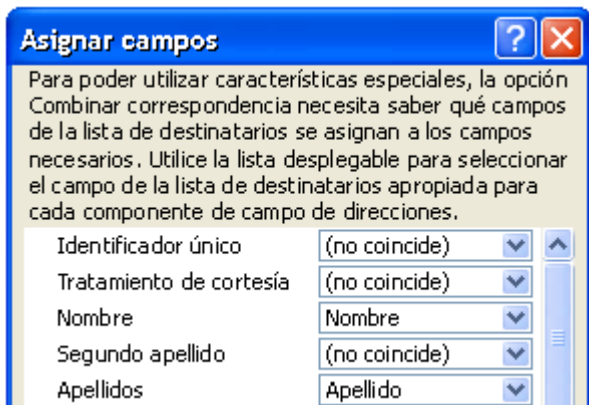 Asignar campos
Para poder utilizar características especiales, la opción
Combinar correspondencia necesita saber qué campos
de la lista de destinatarios se asignan a los campos
necesarios. Utilice la lista desplegable para seleccionar
el campo de la lista de destinatarios apropiada para
cada componente de campo de direcciones.
Identificador único (no coincide)
Tratamiento de cortesía (no coincide)
Nombre Nombre
Segundo apellido (no coincide)
Apellidos Apellido